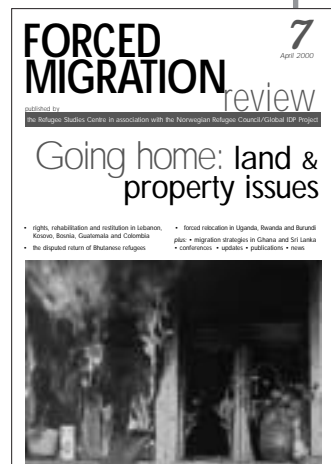 FORCED
MIGRATION
review
7
April 2000
published by
the Refugee Studies Centre in association with the Norwegian Refugee Council/Global IDP Project
Going home: land &
property issues
• rights, rehabilitation and restitution in Lebanon,
Kosovo, Bosnia, Guatemala and Colombia
• the disputed return of Bhutanese refugees
• forced relocation in Uganda, Rwanda and Burundi
plus: • migration strategies in Ghana and Sri Lanka
• conferences • updates • publications • news